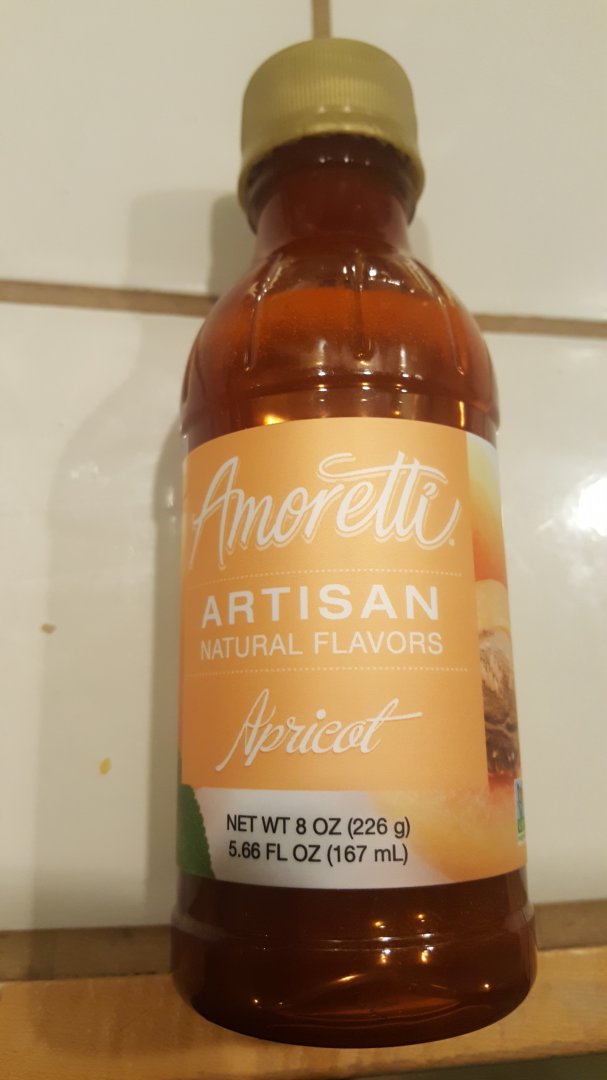 Amoretti
ARTISAN
NATURAL FLAVORS
Apricot
NET WT 8 OZ (226 g)
5.66 FL OZ (167 mL)